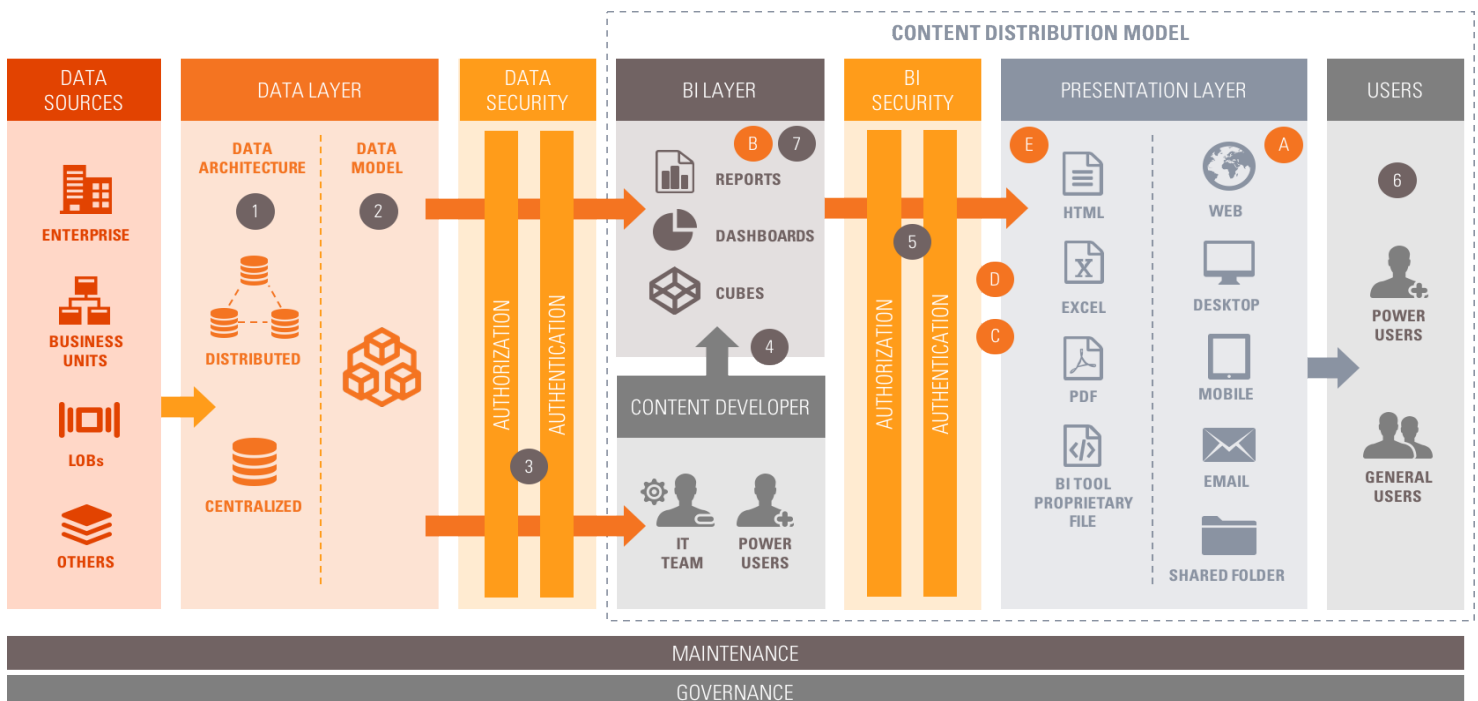 CONTENT DISTRIBUTION MODEL
DATA
SOURCES
ENTERPRISE
BUSINESS
UNITS
LOBs
OTHERS
DATA LAYER
DATA
ARCHITECTURE
1
DISTRIBUTED
CENTRALIZED
DATA
MODEL
2
DATA
SECURITY
AUTHORIZATION
AUTHENTICATION
3
BI LAYER
B
7
REPORTS
DASHBOARDS
CUBES
4
CONTENT DEVELOPER
IT
TEAM
POWER
USERS
BI
SECURITY
5
AUTHORIZATION
AUTHENTICATION
D
C
PRESENTATION LAYER
E
HTML
X
EXCEL
PDF
</>
BI TOOL
PROPRIETARY
FILE
A
WEB
DESKTOP
MOBILE
EMAIL
SHARED FOLDER
USERS
6
POWER
USERS
GENERAL
USERS
MAINTENANCE
GOVERNANCE